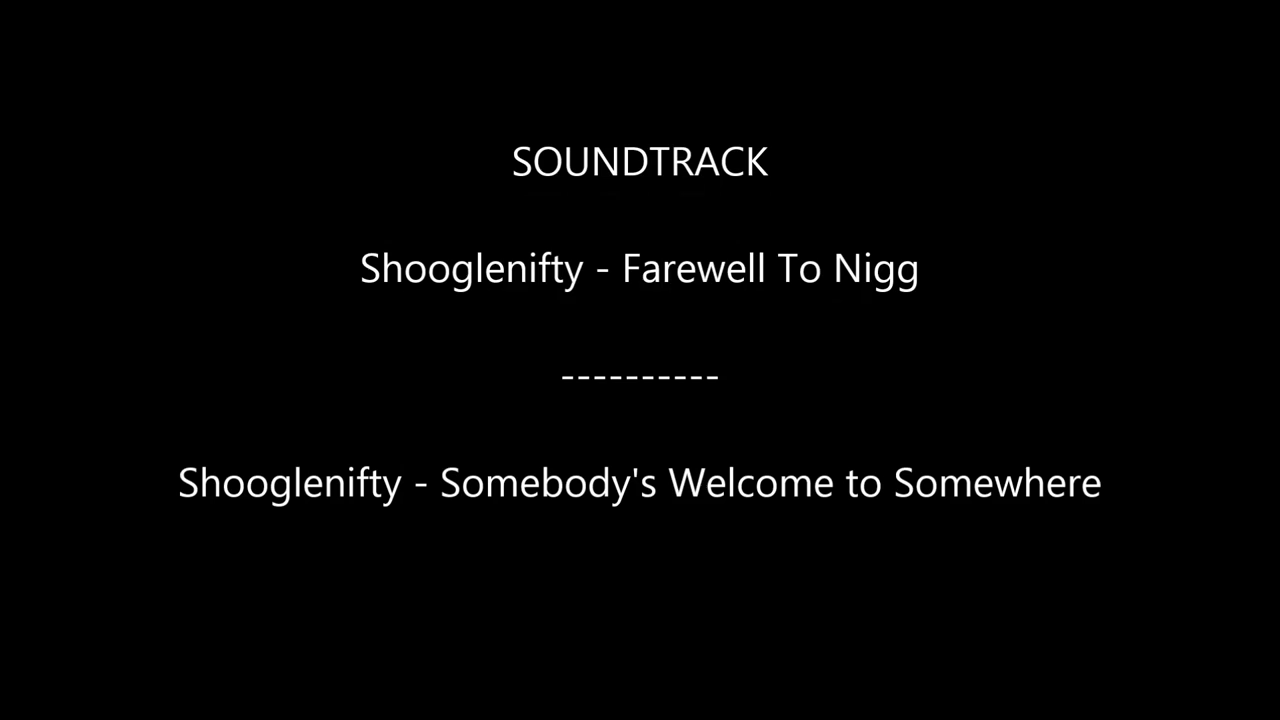 SOUNDTRACK
Shooglenifty - Farewell To Nigg
----------
Shooglenifty - Somebody's Welcome to Somewhere